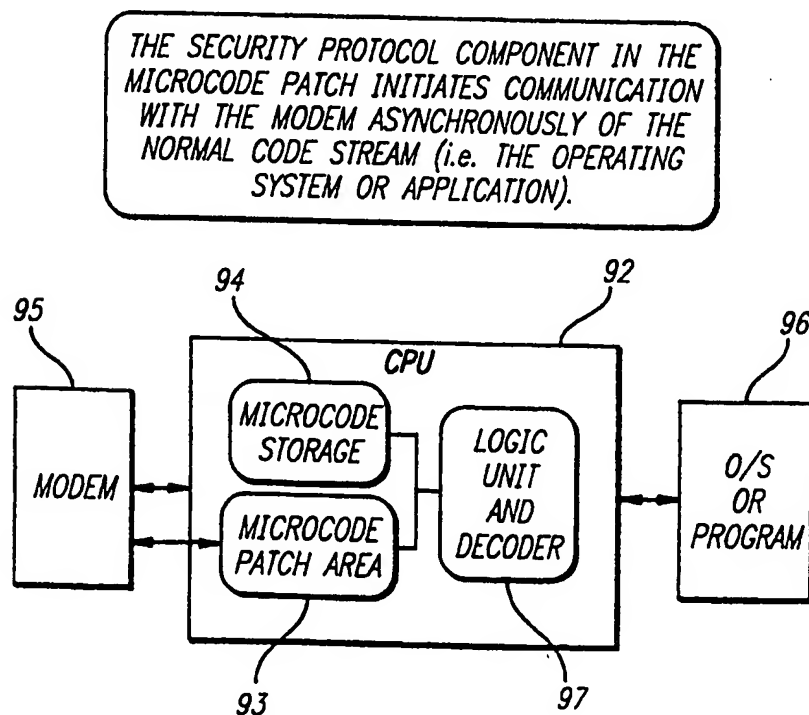 THE SECURITY PROTOCOL COMPONENT IN THE
MICROCODE PATCH INITIATES COMMUNICATION
WITH THE MODEM ASYNCHRONOUSLY OF THE
NORMAL CODE STREAM (i.e. THE OPERATING
SYSTEM OR APPLICATION).
95
94
92
96
CPU
MODEM
MICROCODE
STORAGE
MICROCODE
PATCH AREA
LOGIC
UNIT
AND
DECODER
O/S
OR
PROGRAM
93
97